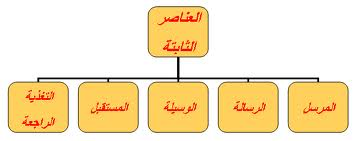 العناصر
الثابتة
المرسل
الرسالة
الوسيلة
المستقبل
التغذية
الراجعة